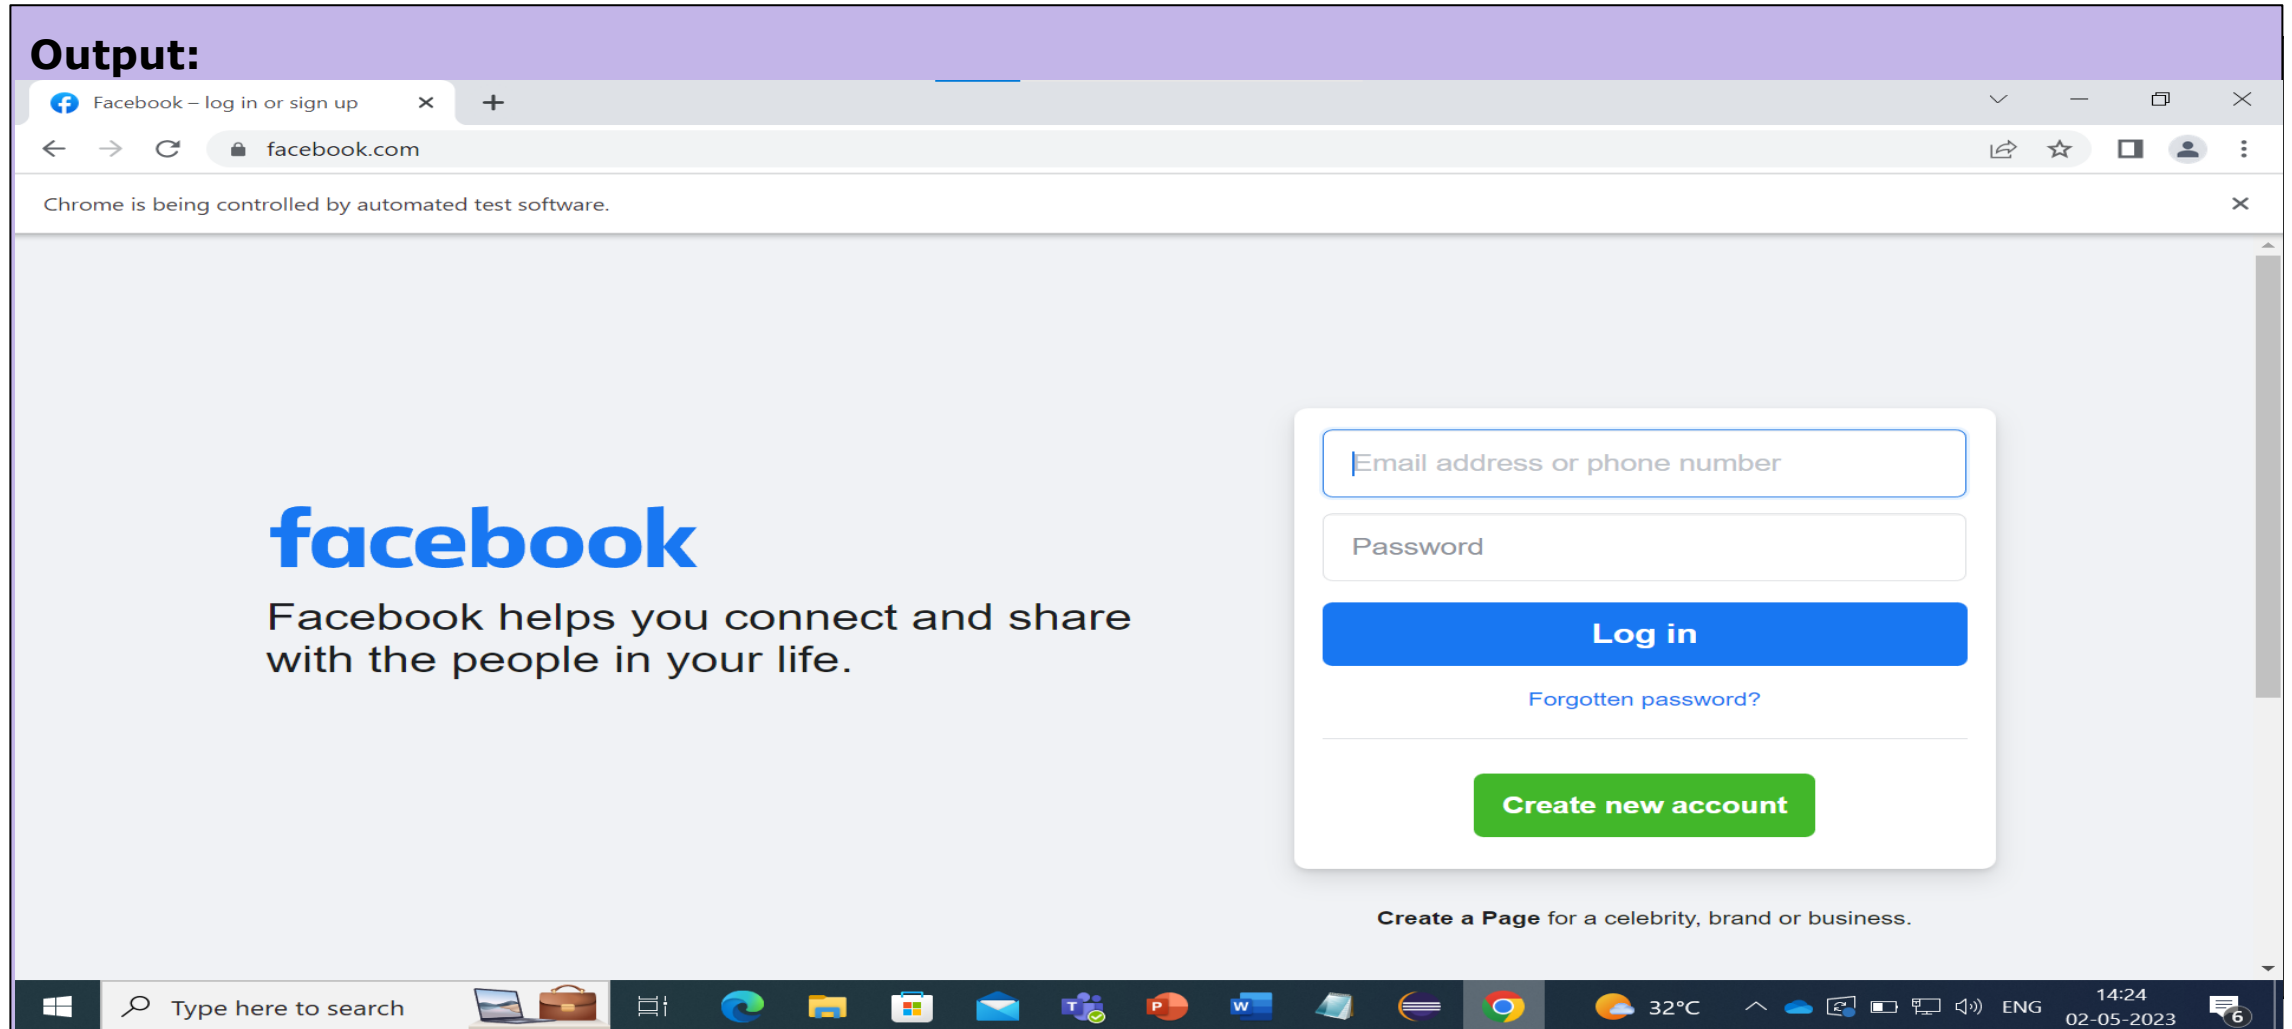 Output:
Facebook – log in or sign up
facebook.com
Chrome is being controlled by automated test software.
facebook
Facebook helps you connect and share
with the people in your life.
Email address or phone number
Password
Log in
Forgotten password?
Create new account
Create a Page for a celebrity, brand or business.
Type here to search
32°C
ENG
14:24
02-05-2023
6